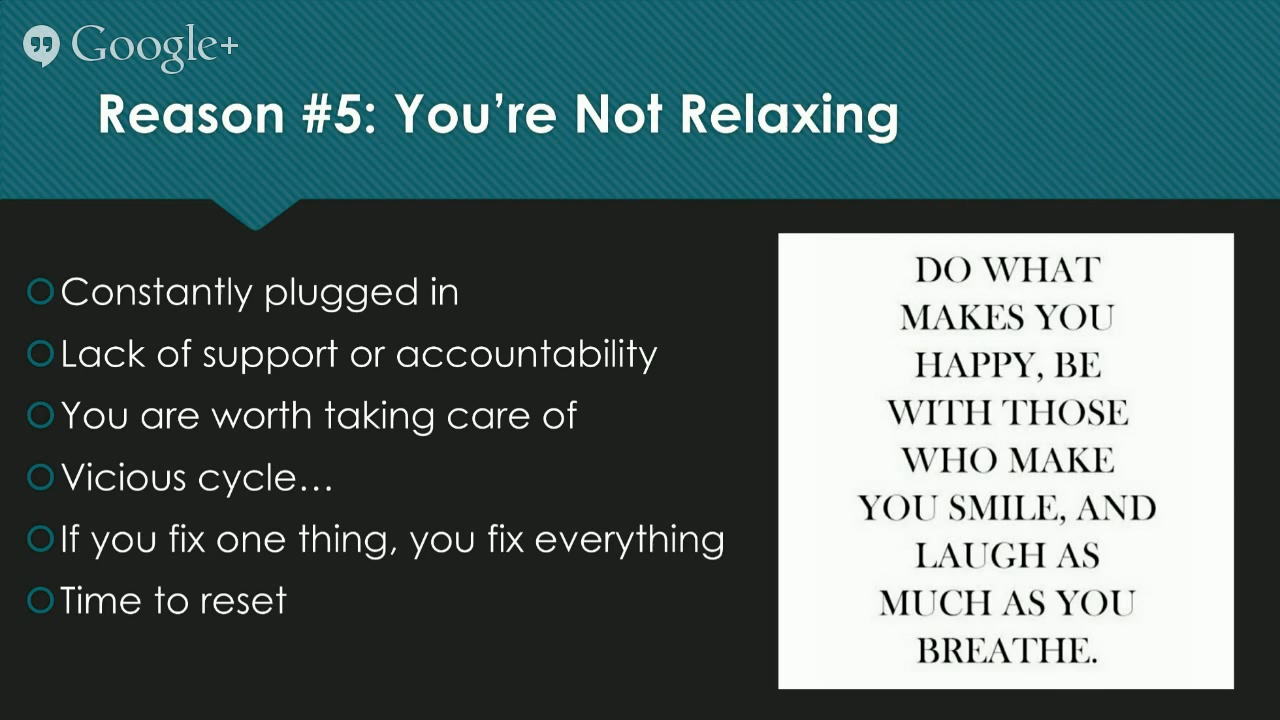 Google+
Reason #5: You’re Not Relaxing
Constantly plugged in
Lack of support or accountability
You are worth taking care of
Vicious cycle…
If you fix one thing, you fix everything
Time to reset
DO WHAT
MAKES YOU
HAPPY, BE
WITH THOSE
WHO MAKE
YOU SMILE, AND
LAUGH AS
MUCH AS YOU
BREATHE.